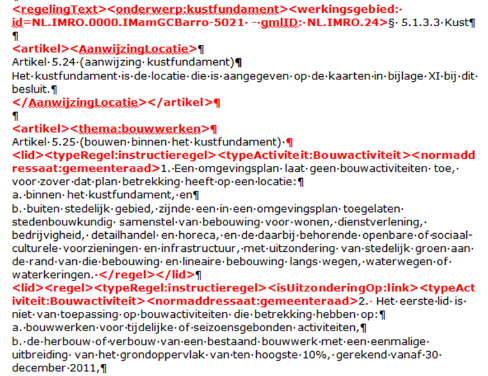 <regelingText><onderwerp:kustfundament><werkingsgebied:
id=NL.IMRO.0000.IMamGCBarro-5021 --gmlID: NL.IMRO.24>§ 5.1.3.3 Kust¶
¶
<artikel><AanwijzingLocatie>¶
Artikel 5.24 (aanwijzing kustfundament)¶
Het kustfundament is de locatie die is aangegeven op de kaarten in bijlage XI bij dit
besluit.¶
</AanwijzingLocatie></artikel>¶
¶
<artikel><thema:bouwwerken>¶
Artikel 5.25 (bouwen binnen het kustfundament) ¶
<lid><typeRegel:instructieregel><typeActiviteit:Bouwactiviteit><normadd
ressaat:gemeenteraad>1. Een omgevingsplan laat geen bouwactiviteiten toe,
voor zover dat plan betrekking heeft op een locatie:¶
a. binnen het kustfundament, en¶
b. buiten stedelijk gebied, zijnde een in een omgevingsplan toegelaten
stedenbouwkundig samenstel van bebouwing voor wonen, dienstverlening,
bedrijvigheid, detailhandel en horeca, en de daarbij behorende openbare of sociaal-
culturele voorzieningen en infrastructuur, met uitzondering van stedelijk groen aan
de rand van die bebouwing en lineaire bebouwing langs wegen, waterwegen of
waterkeringen. </regel></lid>¶
<lid><regel><typeRegel:instructieregel><isUitzonderingOp:link><typeAct
iviteit:Bouwactiviteit><normadressaat:gemeenteraad>2. Het eerste lid is
niet van toepassing op bouwactiviteiten die betrekking hebben op:¶
a. bouwwerken voor tijdelijke of seizoensgebonden activiteiten,¶
b. de herbouw of verbouw van een bestaand bouwwerk met een eenmalige
uitbreiding van het grondoppervlak van ten hoogste 10%, gerekend vanaf 30
december 2011,¶